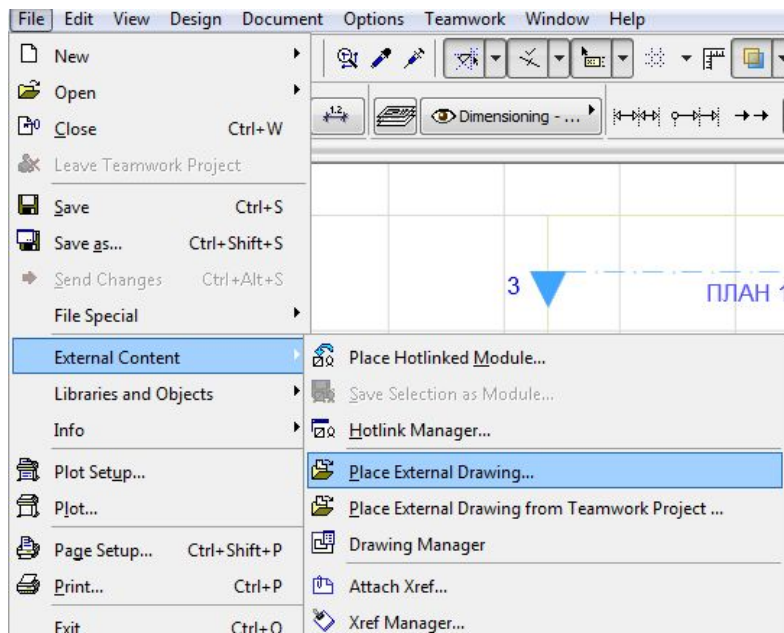 File Edit View Design Document Options Teamwork Window Help
New
Open
Close Ctrl+W
Leave Teamwork Project
Save Ctrl+S
Save as... Ctrl+Shift+S
Send Changes Ctrl+Alt+S
File Special
External Content
Libraries and Objects
Info
Plot Setup...
Plot...
Page Setup... Ctrl+Shift+P
Print... Ctrl+P
Exit Ctrl+Q
1.2
Dimensioning - ...
3
ПЛАН 1
Place Hotlinked Module...
Save Selection as Module...
Hotlink Manager...
Place External Drawing...
Place External Drawing from Teamwork Project ...
Drawing Manager
Attach Xref...
Xref Manager...